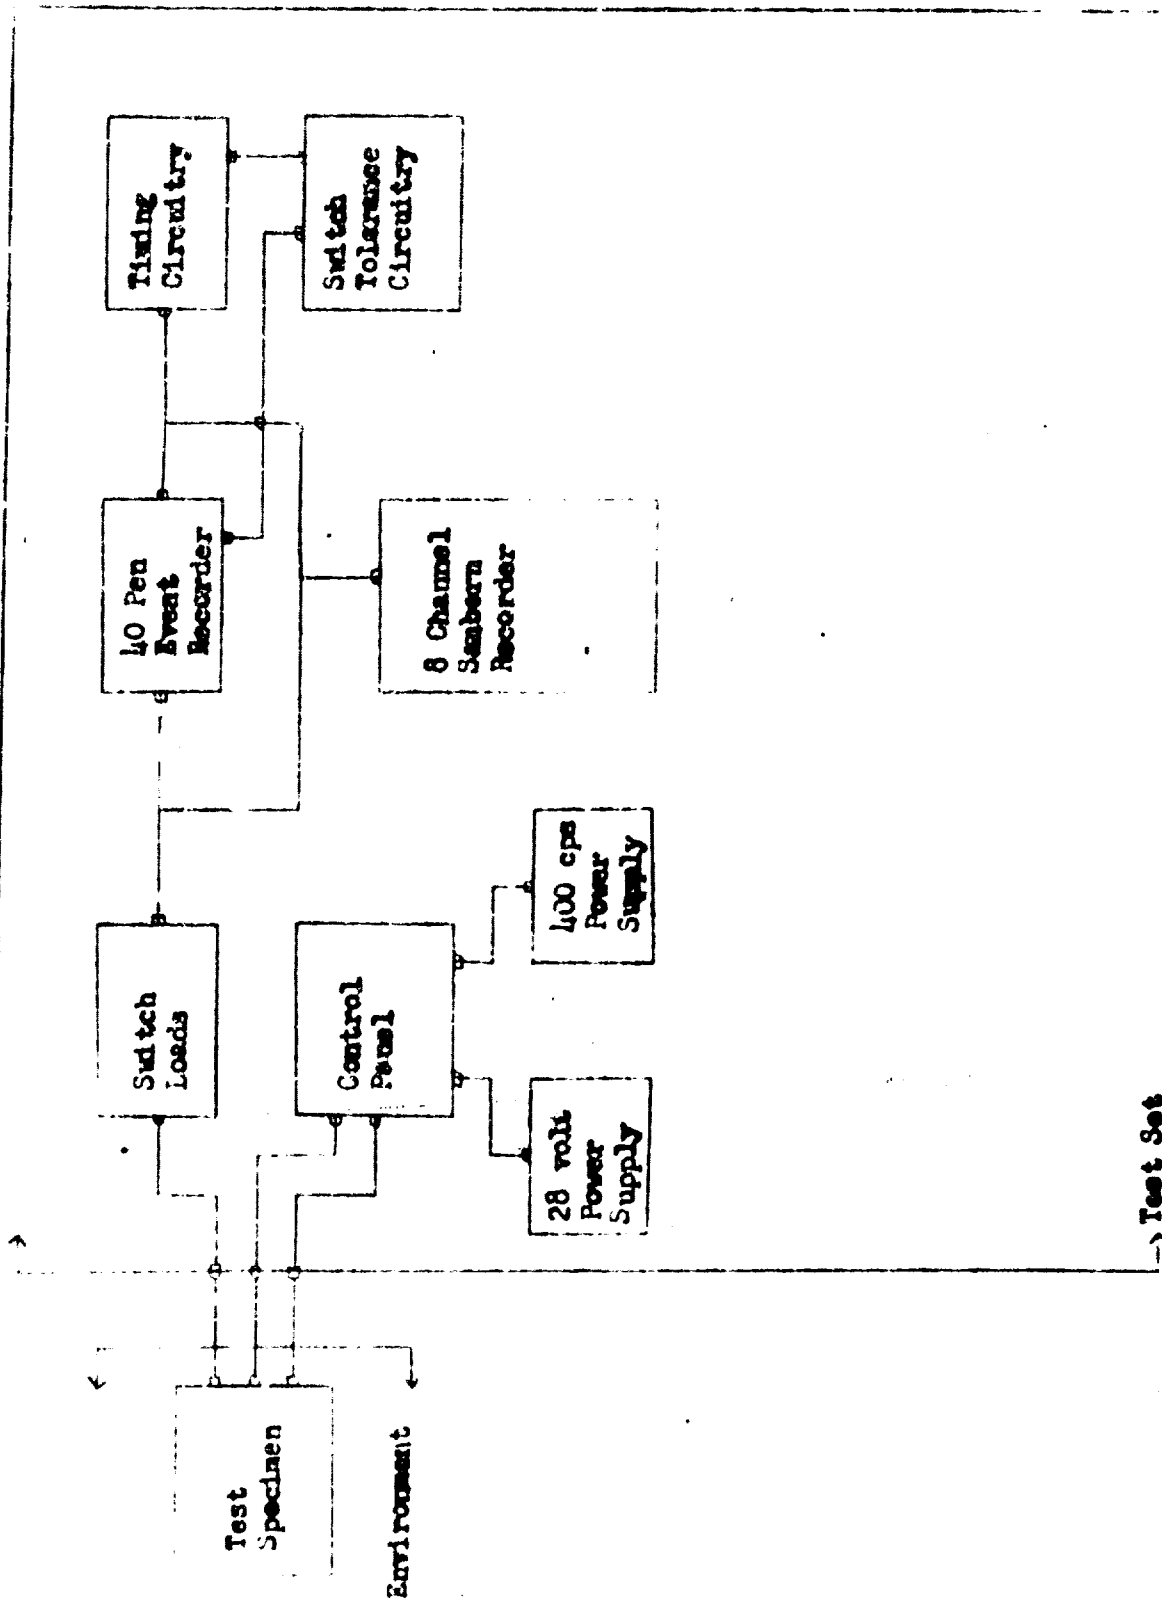 Timing
Circuitry
Switch
Tolerance
Circuitry
40 Pen
Event
Recorder
8 Channel
Sanborn
Recorder
Switch
Loads
Control
Panel
400 cps
Power
Supply
28 volt
Power
Supply
Test
Specimen
Environment
Test Set